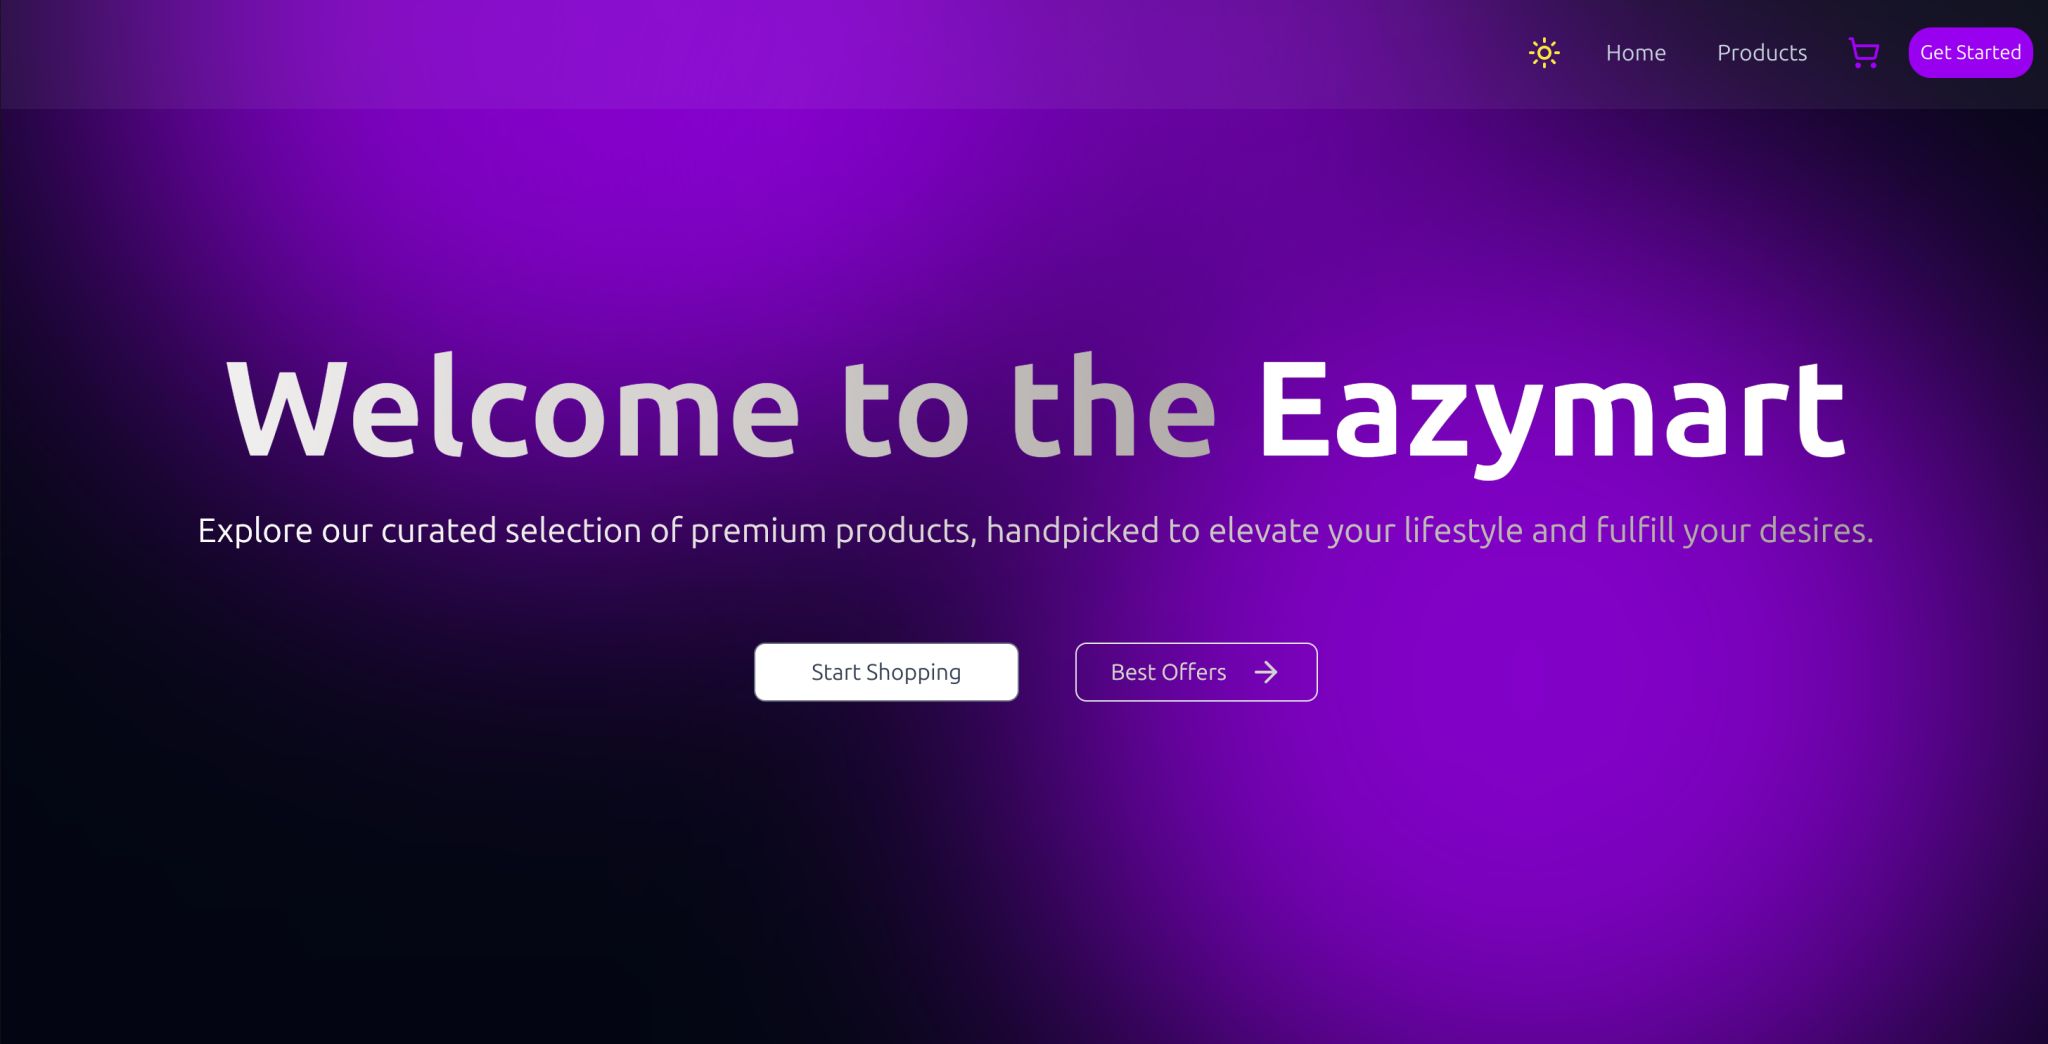 Home Products Get Started
Welcome to the Eazymart
Explore our curated selection of premium products, handpicked to elevate your lifestyle and fulfill your desires.
Start Shopping Best Offers